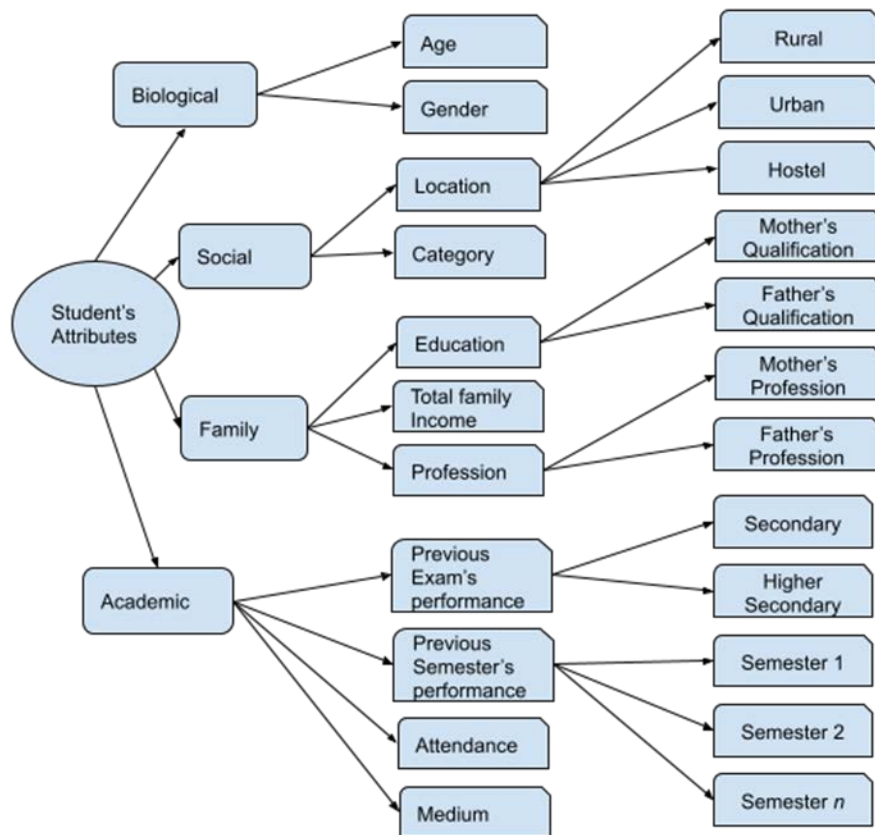 Student's
Attributes
Biological
Age
Gender
Social
Location
Rural
Urban
Hostel
Category
Family
Education
Mother's
Qualification
Father's
Qualification
Total family
Income
Profession
Mother's
Profession
Father's
Profession
Academic
Previous
Exam's
performance
Secondary
Higher
Secondary
Previous
Semester's
performance
Semester 1
Semester 2
Semester n
Attendance
Medium